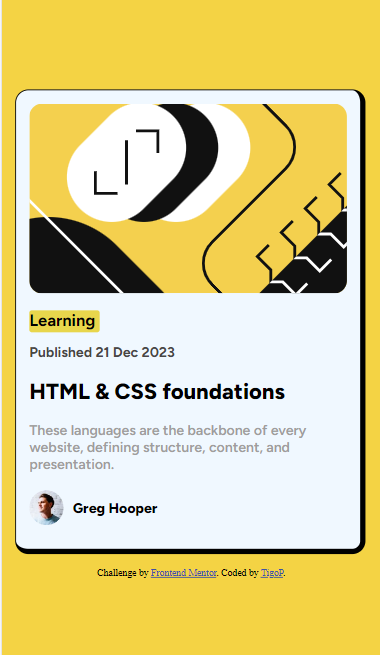 Learning
Published 21 Dec 2023
HTML & CSS foundations
These languages are the backbone of every
website, defining structure, content, and
presentation.
Greg Hooper
Challenge by Frontend Mentor. Coded by TigoP.